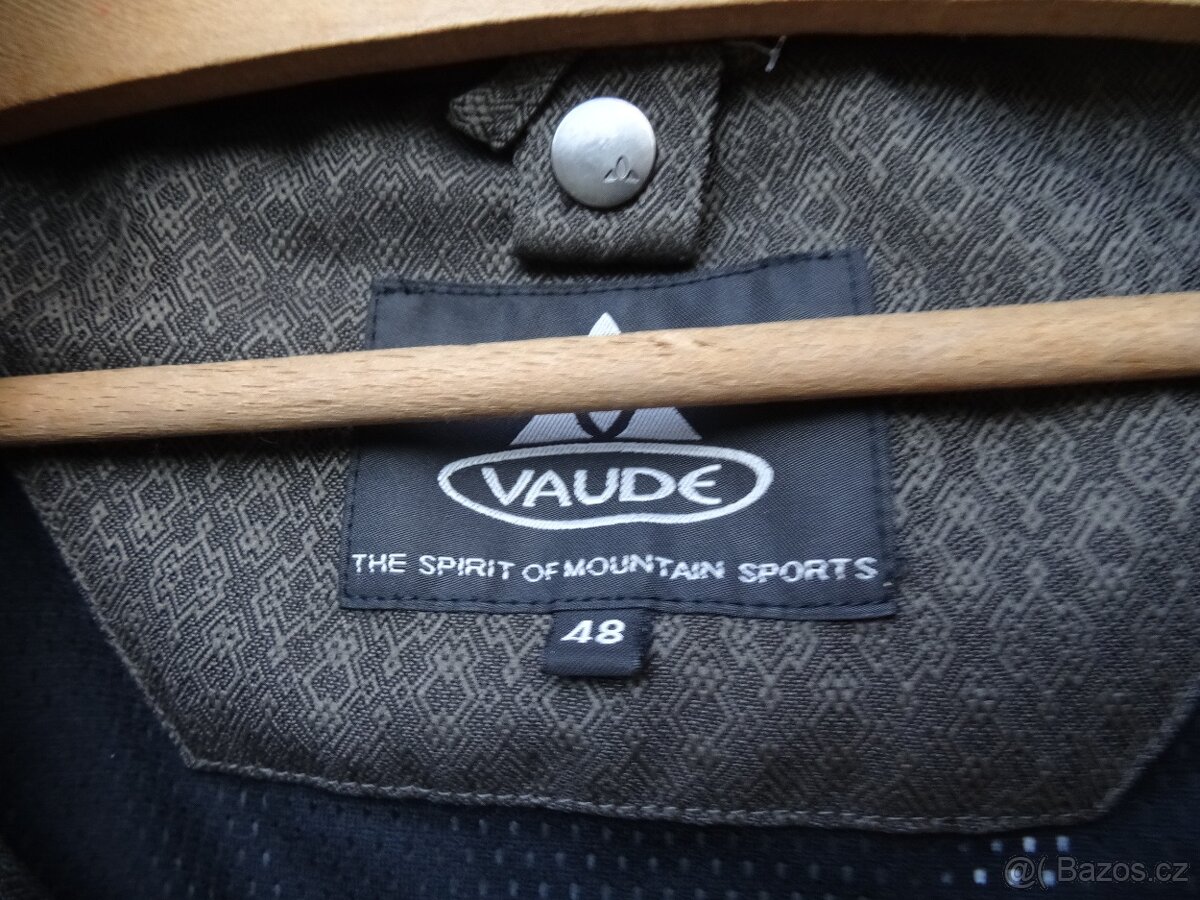 VAUDE
THE SPIRIT OF MOUNTAIN SPORTS
48
@( Bazos.cz